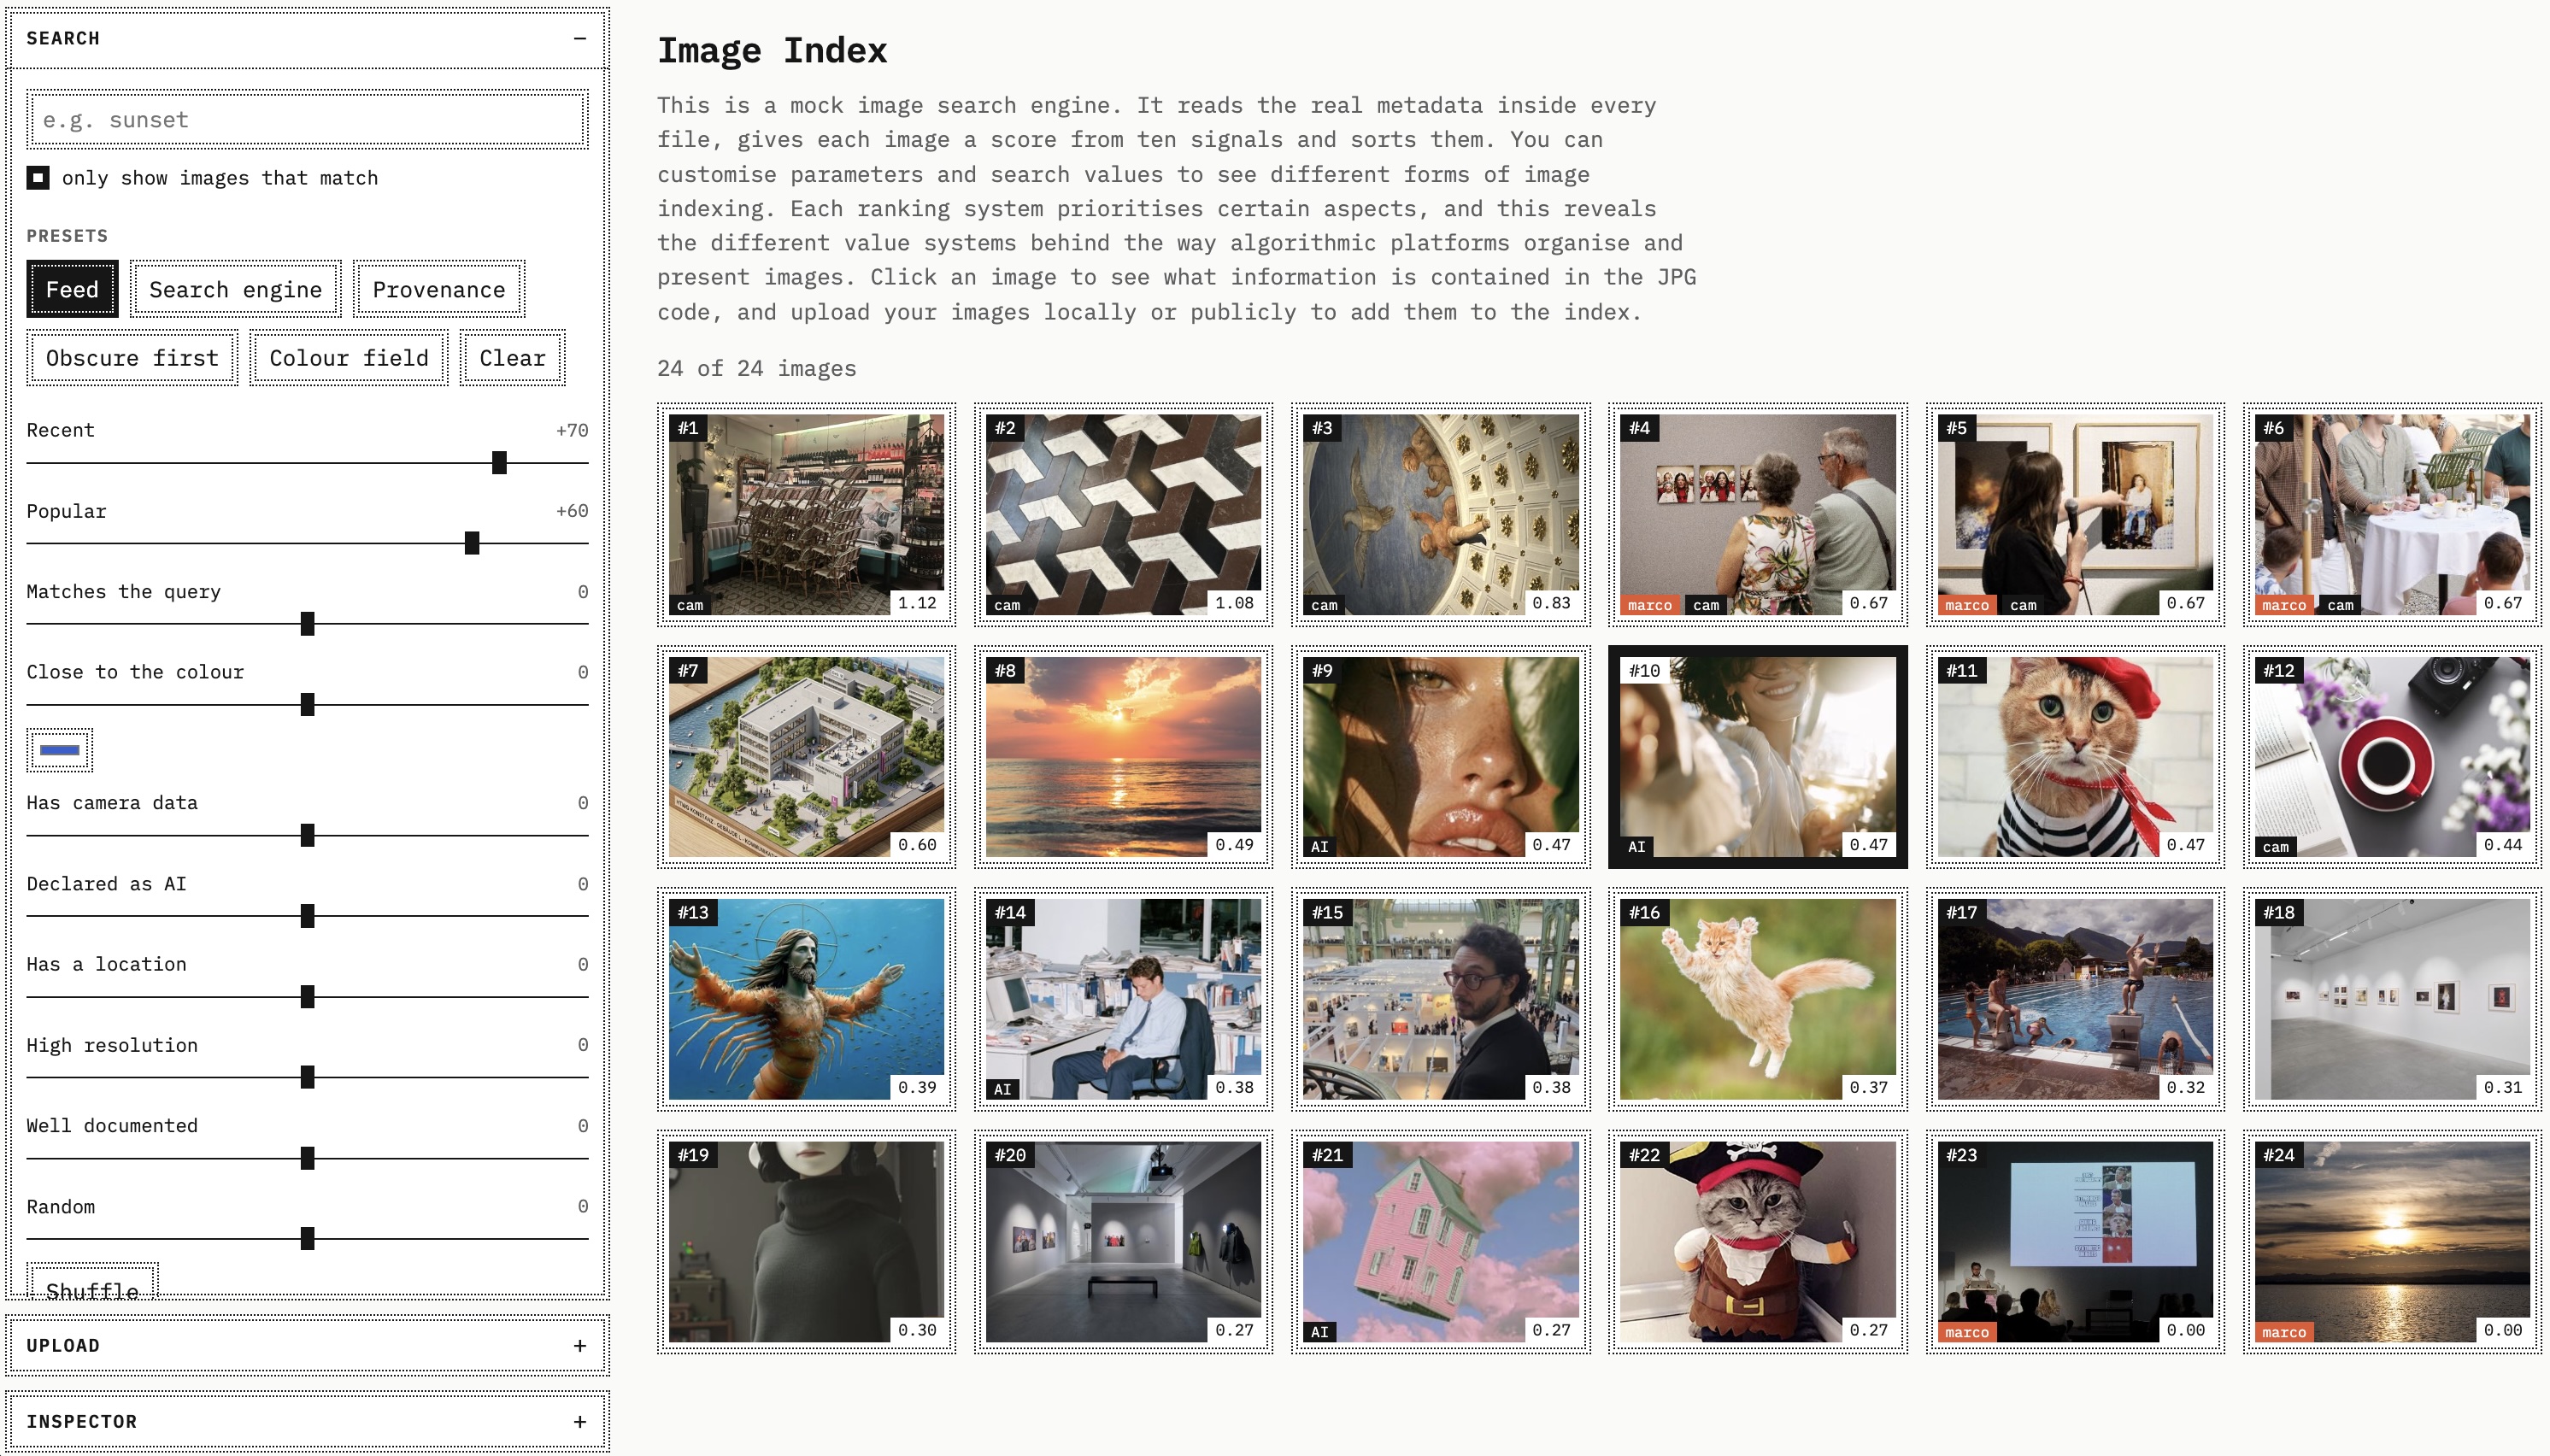 SEARCH −
e.g. sunset
only show images that match
PRESETS
Feed
Search engine
Provenance
Obscure first
Colour field
Clear
Recent +70
Popular +60
Matches the query 0
Close to the colour 0
Has camera data 0
Declared as AI 0
Has a location 0
High resolution 0
Well documented 0
Random 0
Shuffle
UPLOAD +
INSPECTOR +
Image Index
This is a mock image search engine. It reads the real metadata inside every
file, gives each image a score from ten signals and sorts them. You can
customise parameters and search values to see different forms of image
indexing. Each ranking system prioritises certain aspects, and this reveals
the different value systems behind the way algorithmic platforms organise and
present images. Click an image to see what information is contained in the JPG
code, and upload your images locally or publicly to add them to the index.
24 of 24 images
#1
cam 1.12
#2
cam 1.08
#3
cam 0.83
#4
marco cam 0.67
#5
marco cam 0.67
#6
marco cam 0.67
#7
0.60
#8
0.49
#9
AI 0.47
#10
AI 0.47
#11
0.47
#12
cam 0.44
#13
0.39
#14
AI 0.38
#15
0.38
#16
0.37
#17
0.32
#18
0.31
#19
0.30
#20
0.27
#21
AI 0.27
#22
0.27
#23
marco 0.00
#24
marco 0.00